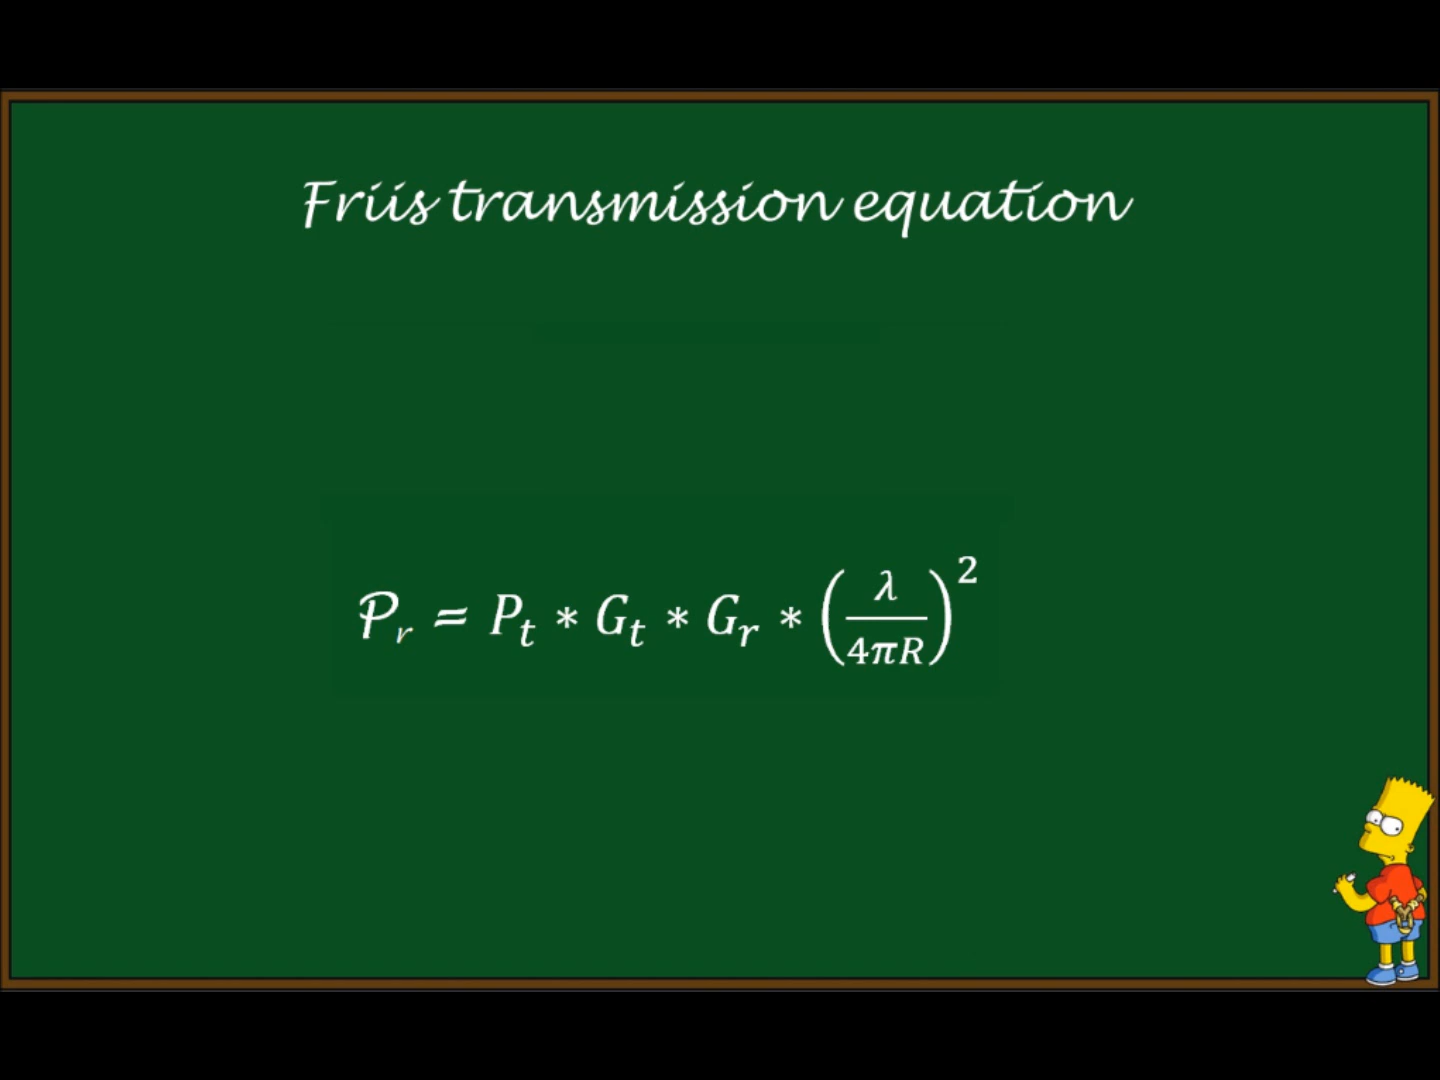 Friis transmission equation
𝒫ᵣ = Pₜ * Gₜ * Gᵣ * (λ/4πR)²